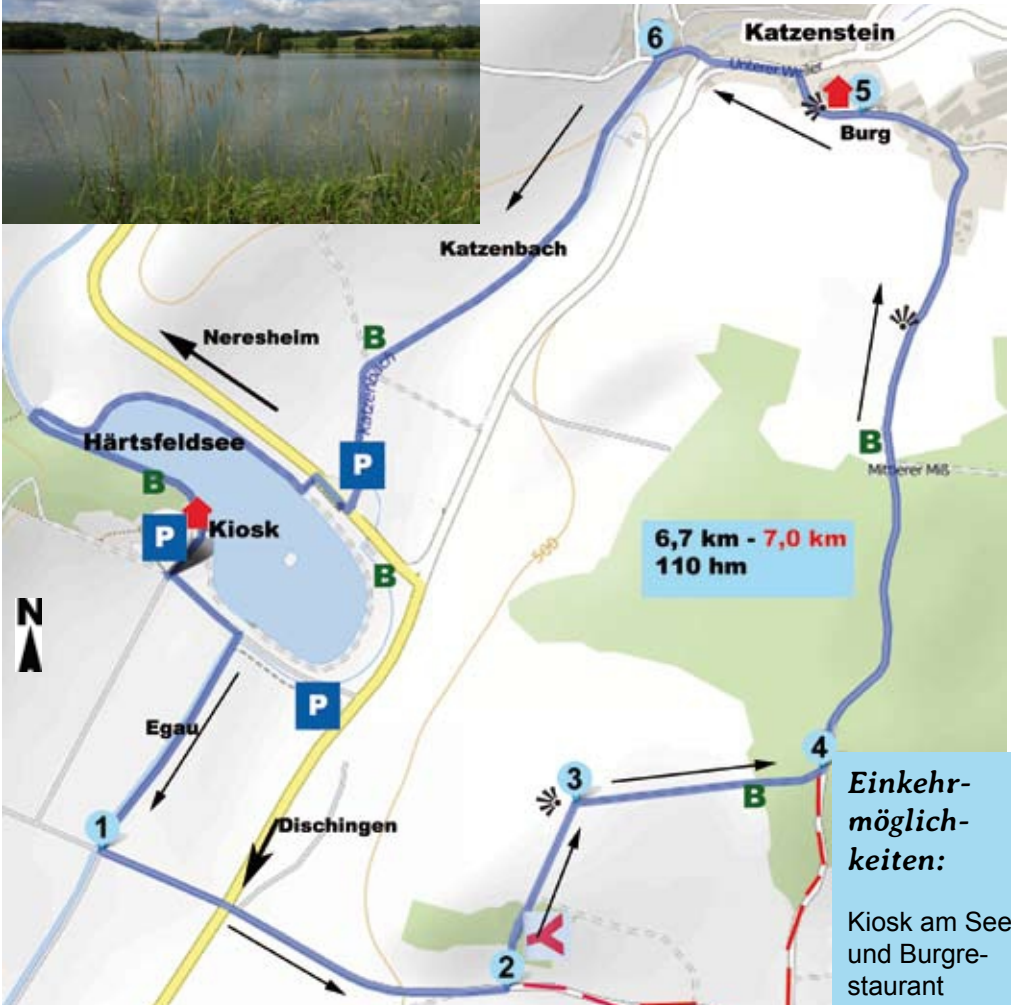 6
Katzenstein
Unterer Weiler
5
Burg
Katzenbach
Neresheim
B
Katzenbach
Härtsfeldsee
P
B
Mittlerer Miß
B
Kiosk
P
6,7 km - 7,0 km
110 hm
500
B
N
P
Egau
4
3
B
1
Dischingen
2
Einkehr-
möglich-
keiten:
Kiosk am See
und Burgre-
staurant